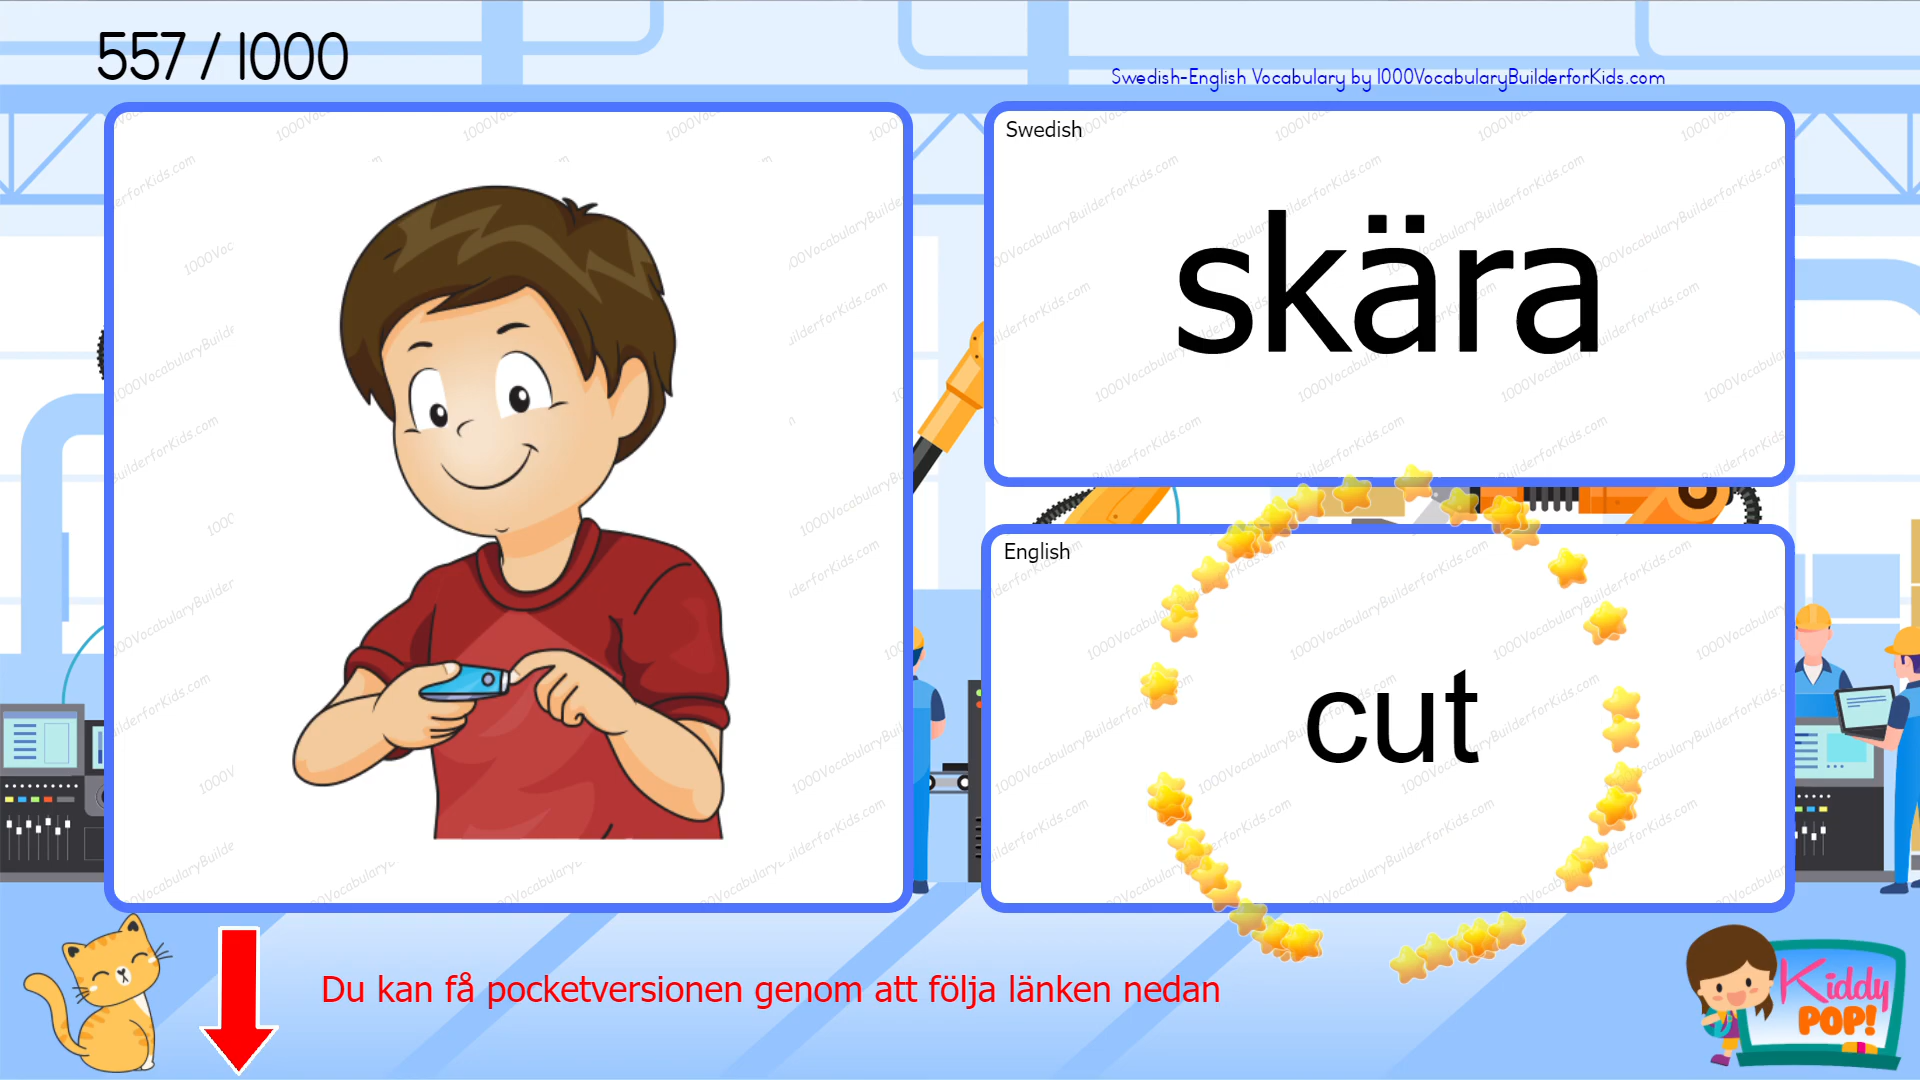 557 / 1000
Swedish-English Vocabulary by 1000VocabularyBuilderforKids.com
Swedish
skära
English
cut
Du kan få pocketversionen genom att följa länken nedan
Kiddy
POP!